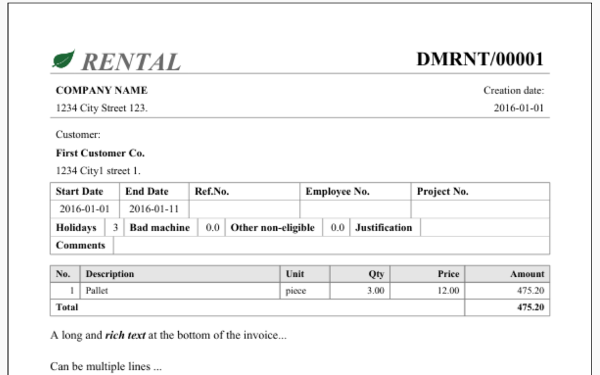 RENTAL DMRNT/00001
COMPANY NAME Creation date:
1234 City Street 123. 2016-01-01
Customer:
First Customer Co.
1234 City1 street 1.
Start Date End Date Ref.No. Employee No. Project No.
2016-01-01 2016-01-11
Holidays 3 Bad machine 0.0 Other non-eligible 0.0 Justification
Comments
No. Description Unit Qty Price Amount
1 Pallet piece 3.00 12.00 475.20
Total 475.20
A long and rich text at the bottom of the invoice...
Can be multiple lines ...